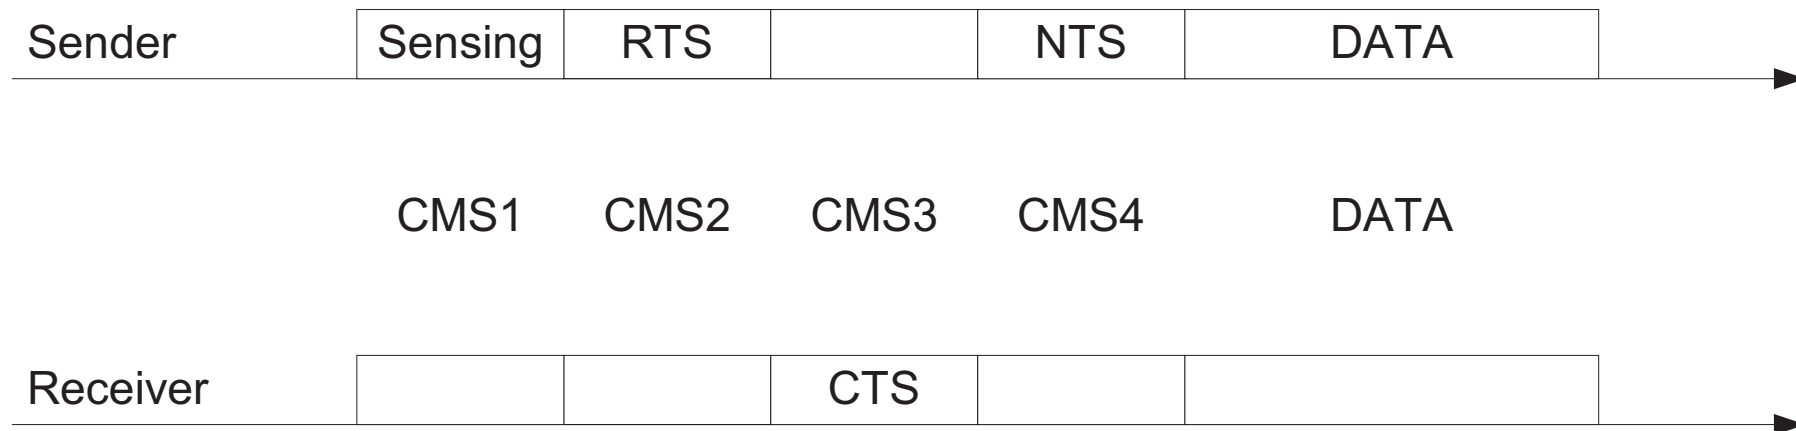 Sender Sensing RTS NTS DATA
CMS1 CMS2 CMS3 CMS4 DATA
Receiver CTS